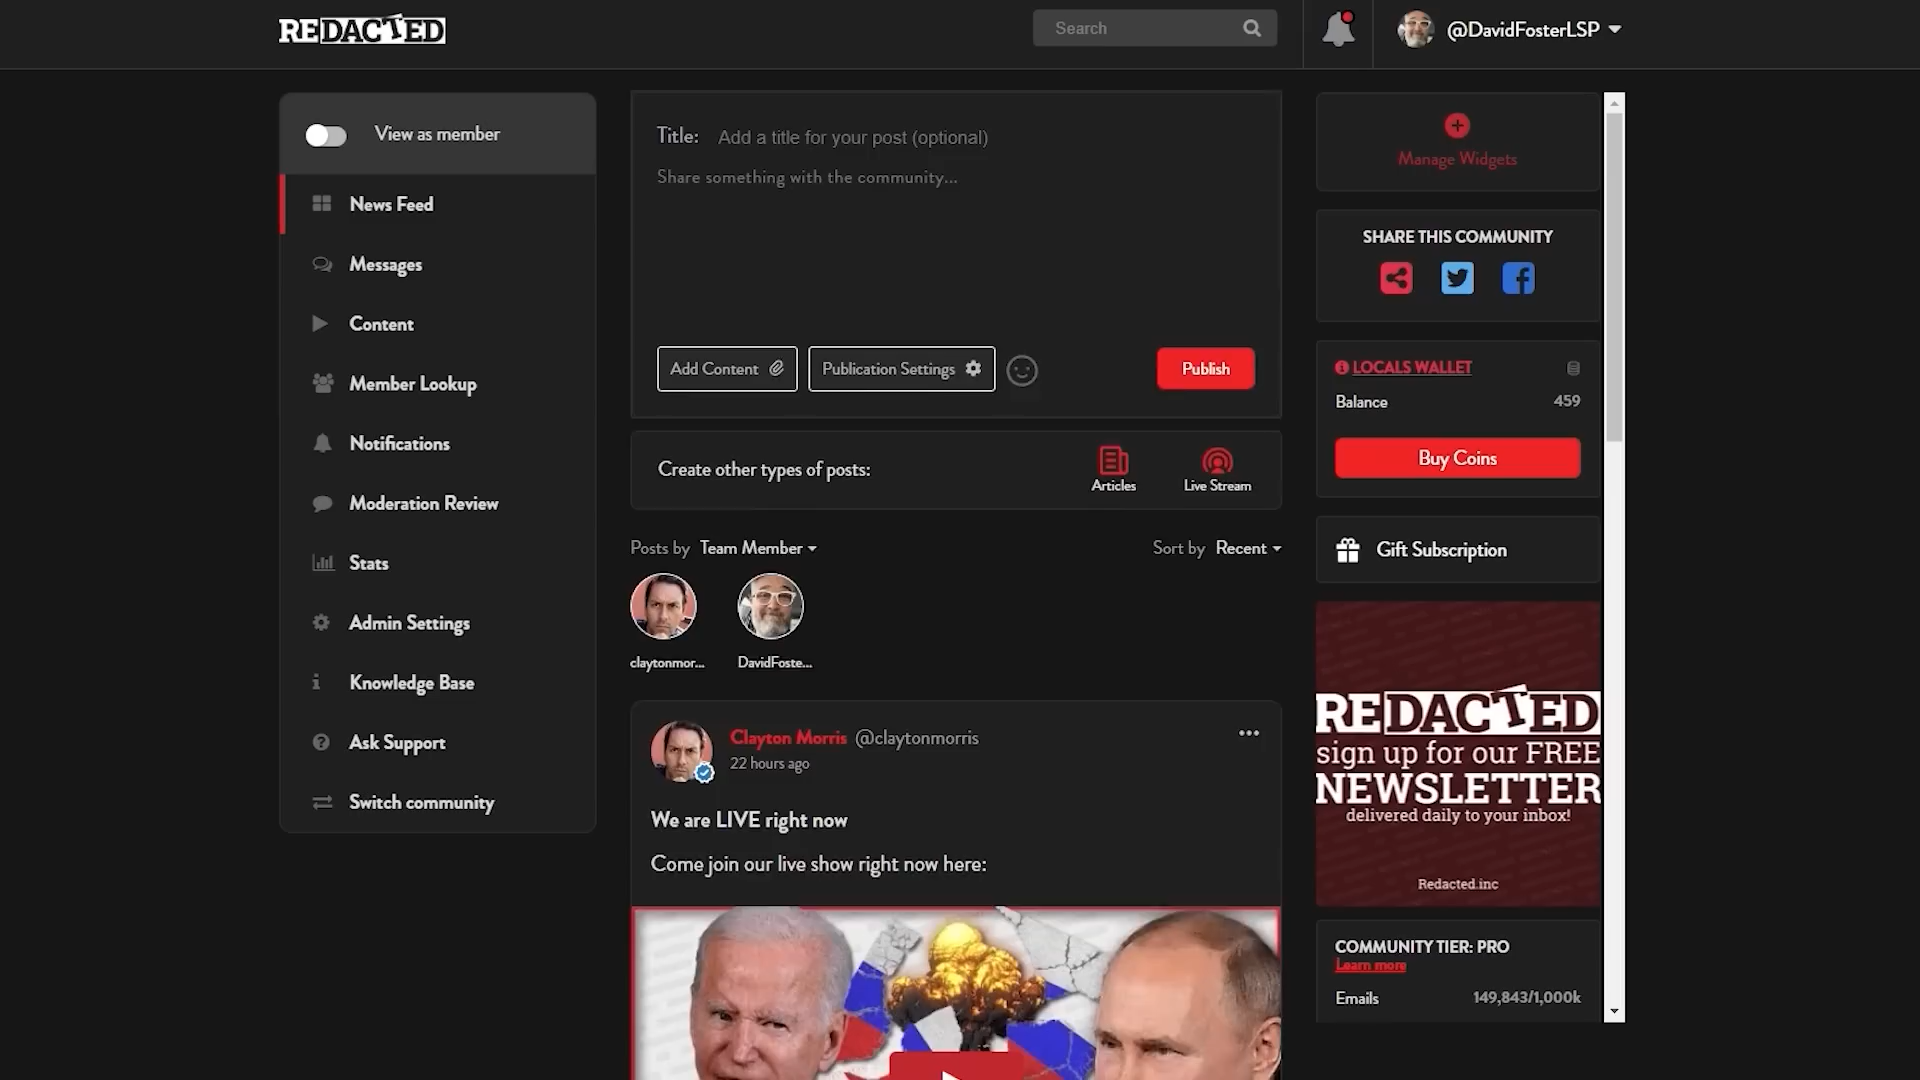 REDACTED
Search
@DavidFosterLSP
View as member
News Feed
Messages
Content
Member Lookup
Notifications
Moderation Review
Stats
Admin Settings
Knowledge Base
Ask Support
Switch community
Title: Add a title for your post (optional)
Share something with the community...
Add Content
Publication Settings
Publish
Create other types of posts:
Articles
Live Stream
Posts by Team Member
Sort by Recent
claytonmor...
DavidFoste...
Clayton Morris @claytonmorris
22 hours ago
We are LIVE right now
Come join our live show right now here:
Manage Widgets
SHARE THIS COMMUNITY
LOCALS WALLET
Balance 459
Buy Coins
Gift Subscription
REDACTED
sign up for our FREE
NEWSLETTER
delivered daily to your inbox!
Redacted.inc
COMMUNITY TIER: PRO
Learn more
Emails 149,843/1,000k